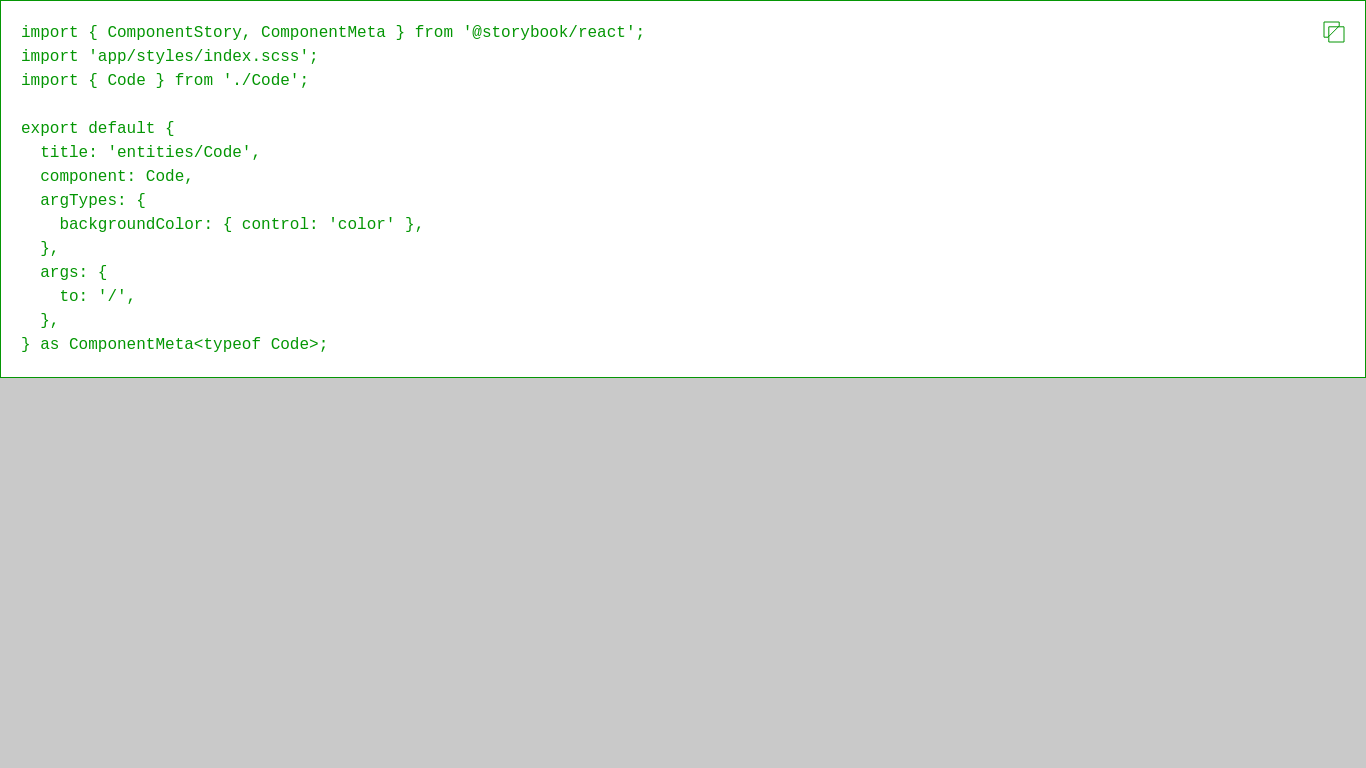 import { ComponentStory, ComponentMeta } from '@storybook/react';
import 'app/styles/index.scss';
import { Code } from './Code';

export default {
  title: 'entities/Code',
  component: Code,
  argTypes: {
    backgroundColor: { control: 'color' },
  },
  args: {
    to: '/',
  },
} as ComponentMeta<typeof Code>;